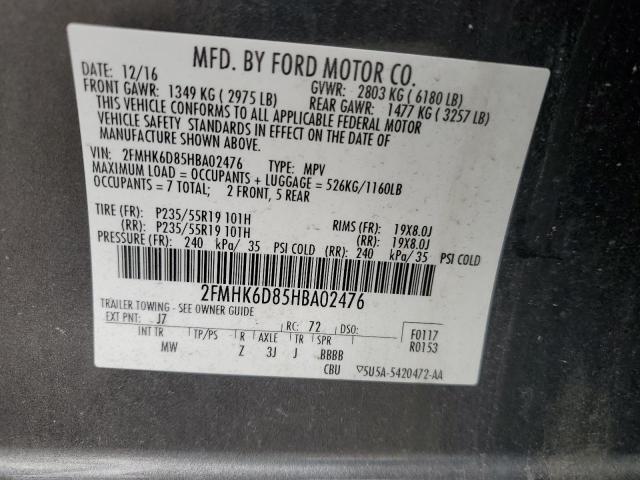 MFD. BY FORD MOTOR CO.
DATE: 12/16 GVWR: 2803 KG ( 6180 LB)
FRONT GAWR: 1349 KG ( 2975 LB) REAR GAWR: 1477 KG ( 3257 LB)
THIS VEHICLE CONFORMS TO ALL APPLICABLE FEDERAL MOTOR
VEHICLE SAFETY STANDARDS IN EFFECT ON THE DATE OF
MANUFACTURE SHOWN ABOVE.
VIN: 2FMHK6D85HBA02476 TYPE: MPV
MAXIMUM LOAD = OCCUPANTS + LUGGAGE = 526KG/1160LB
OCCUPANTS = 7 TOTAL; 2 FRONT, 5 REAR
TIRE (FR): P235/55R19 101H RIMS (FR): 19X8.0J
(RR): P235/55R19 101H (RR): 19X8.0J
PRESSURE (FR): 240 kPa/ 35 PSI COLD (RR): 240 kPa/ 35 PSI COLD
2FMHK6D85HBA02476
TRAILER TOWING - SEE OWNER GUIDE
EXT PNT: J7 RC: 72 DSO: F0117
INT TR TP/PS R AXLE TR SPR R0153
MW Z 3J J BBBB
CBU 5U5A-5420472-AA